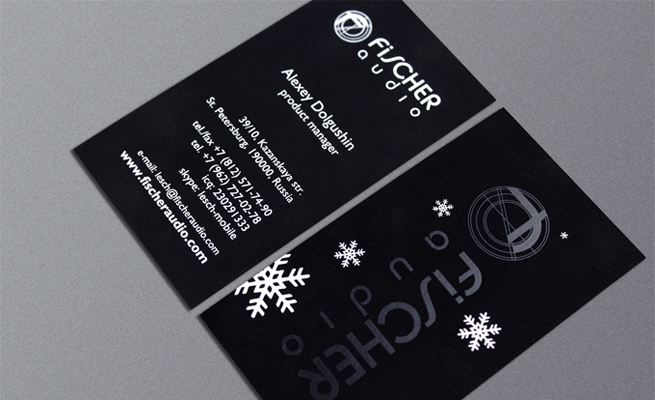 FiSCHER
audio
Alexey Dolgushin
product manager
39/10, Kazanskaya str.
St. Petersburg, 190000, Russia
tel./fax +7 (812) 571-74-90
tel. +7 (962) 727-02-78
icq: 230291333
skype: lesch-mobile
e-mail: lesch@fischeraudio.com
www.fischeraudio.com
FiSCHER
audio